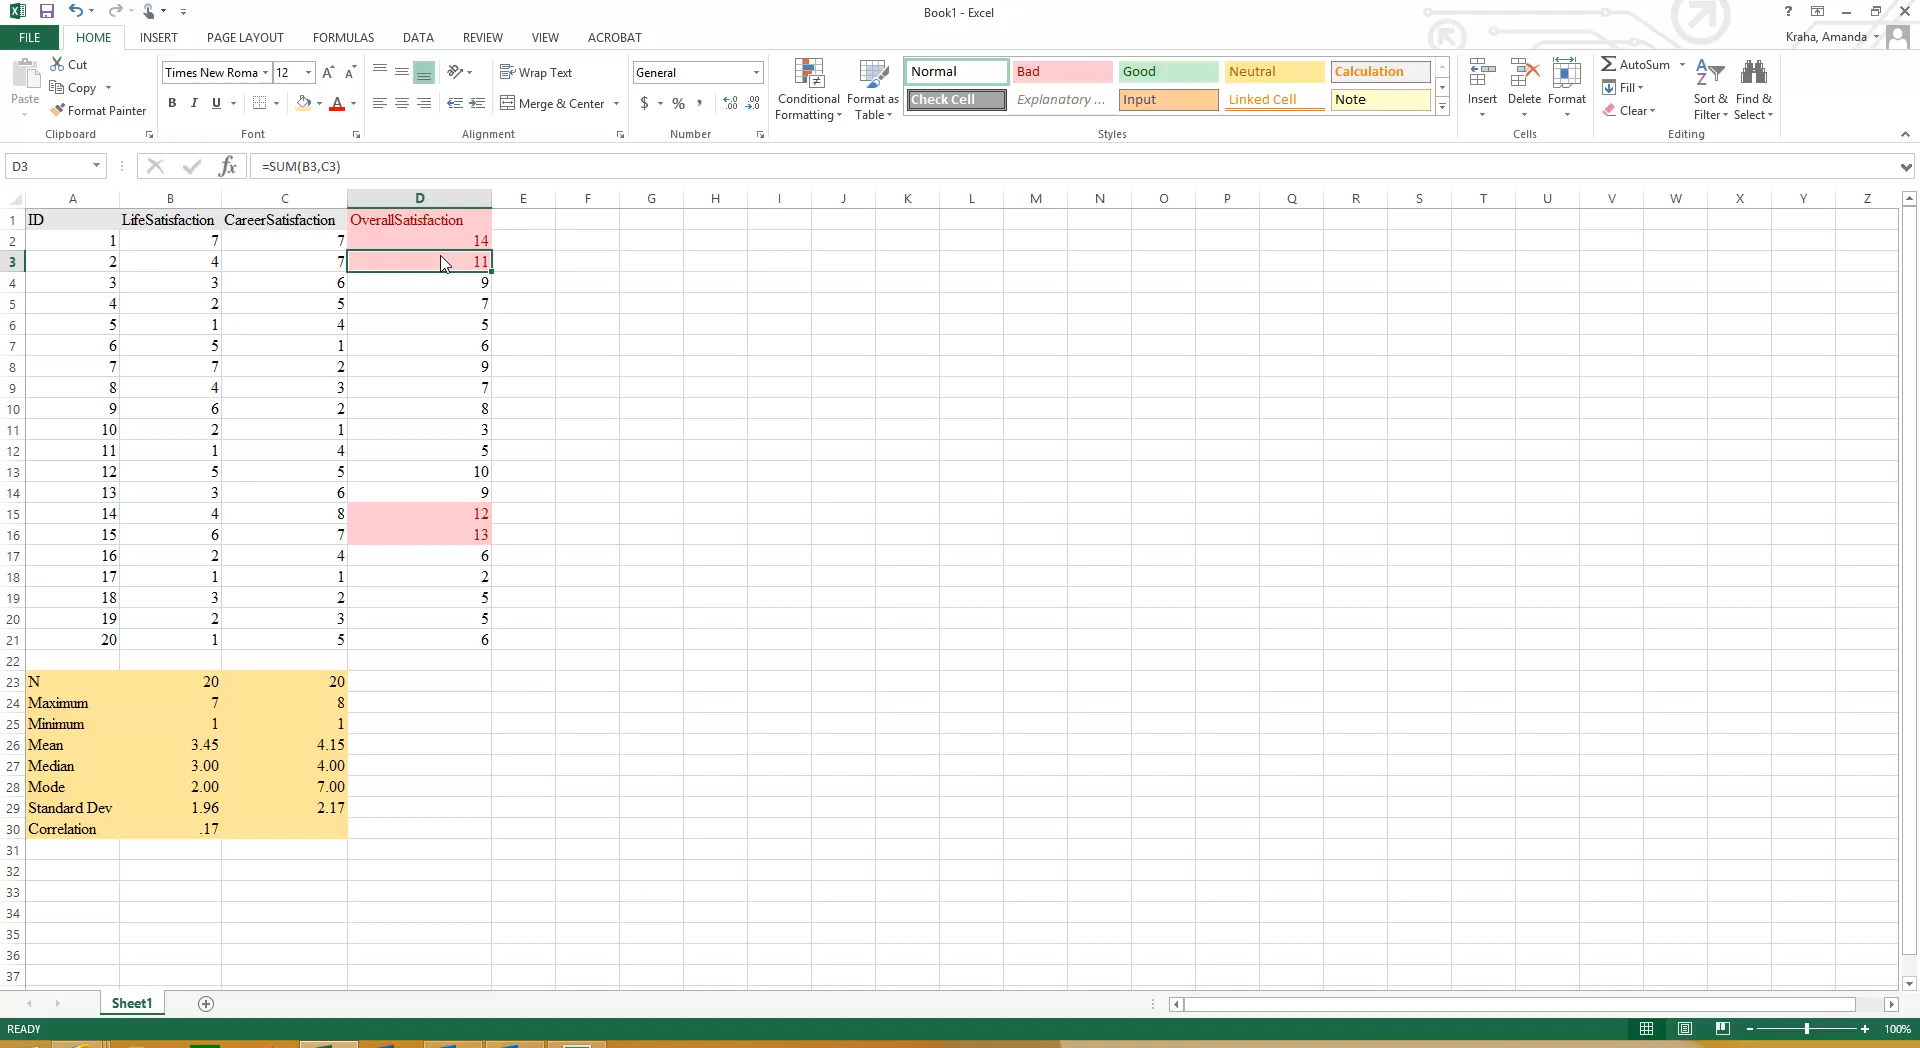 Book1 - Excel
?
FILE HOME INSERT PAGE LAYOUT FORMULAS DATA REVIEW VIEW ACROBAT Kraha, Amanda
Paste Cut
Copy
Format Painter
Clipboard
Times New Roma 12 A A
B I U A
Font
Wrap Text
Merge & Center
Alignment
General
$ % ,
Number
Conditional Formatting
Format as Table
Normal Bad Good Neutral Calculation
Check Cell Explanatory ... Input Linked Cell Note
Styles
Insert Delete Format
Cells
AutoSum
Fill
Clear
Sort & Filter
Find & Select
Editing
D3 fx =SUM(B3,C3)
A B C D E F G H I J K L M N O P Q R S T U V W X Y Z
1 ID LifeSatisfaction CareerSatisfaction OverallSatisfaction
2 1 7 7 14
3 2 4 7 11
4 3 3 6 9
5 4 2 5 7
6 5 1 4 5
7 6 5 1 6
8 7 7 2 9
9 8 4 3 7
10 9 6 2 8
11 10 2 1 3
12 11 1 4 5
13 12 5 5 10
14 13 3 6 9
15 14 4 8 12
16 15 6 7 13
17 16 2 4 6
18 17 1 1 2
19 18 3 2 5
20 19 2 3 5
21 20 1 5 6
22
23 N 20 20
24 Maximum 7 8
25 Minimum 1 1
26 Mean 3.45 4.15
27 Median 3.00 4.00
28 Mode 2.00 7.00
29 Standard Dev 1.96 2.17
30 Correlation .17
31
32
33
34
35
36
37
Sheet1
READY 100%